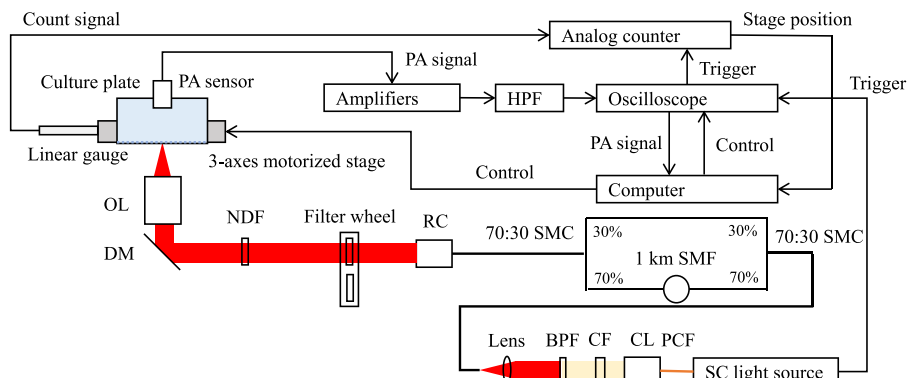 Count signal
Analog counter
Stage position
PA signal
Trigger
Trigger
Culture plate
PA sensor
Amplifiers
HPF
Oscilloscope
PA signal
Control
Linear gauge
3-axes motorized stage
Control
Computer
OL
NDF
Filter wheel
RC
70:30 SMC
30%
30%
70:30 SMC
DM
1 km SMF
70%
70%
Lens
BPF
CF
CL
PCF
SC light source